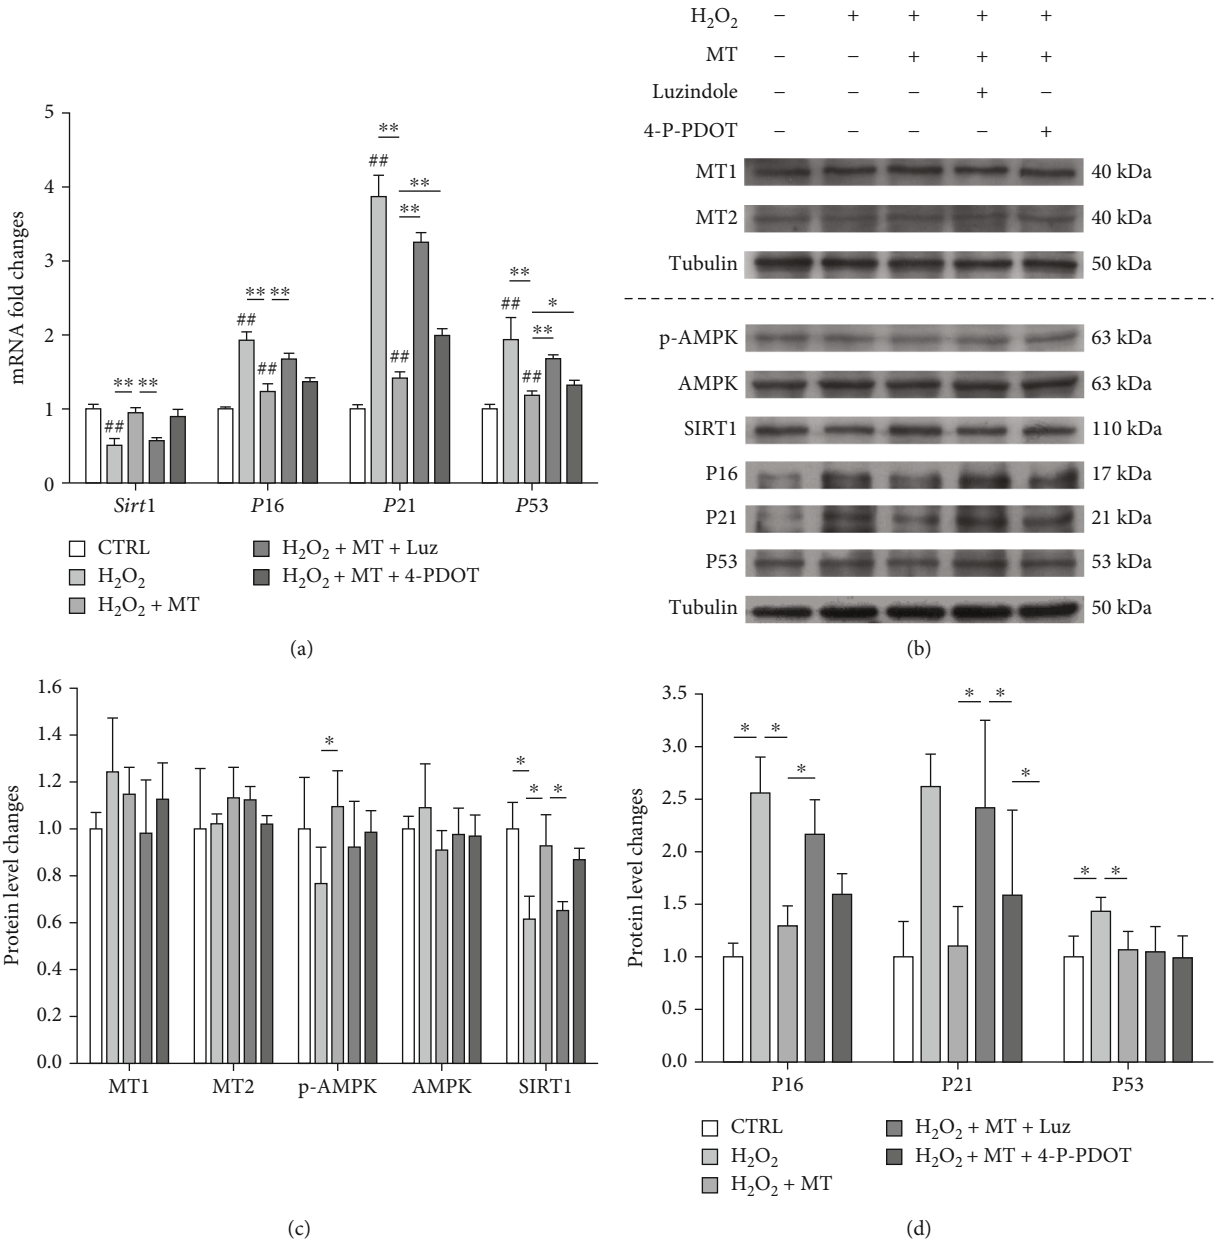 5
4
3
2
1
0
mRNA fold changes
## ** ** ## ** ** ## ## ** ## ** ** ## ** ## ** *
Sirt1 P16 P21 P53
CTRL
H₂O₂
H₂O₂ + MT
H₂O₂ + MT + Luz
H₂O₂ + MT + 4-PDOT
(a)
H₂O₂ − + + + +
MT − − + + +
Luzindole − − − + −
4-P-PDOT − − − − +
MT1 40 kDa
MT2 40 kDa
Tubulin 50 kDa
p-AMPK 63 kDa
AMPK 63 kDa
SIRT1 110 kDa
P16 17 kDa
P21 21 kDa
P53 53 kDa
Tubulin 50 kDa
(b)
1.6
1.4
1.2
1.0
0.8
0.6
0.4
0.2
0.0
Protein level changes
* * * *
MT1 MT2 p-AMPK AMPK SIRT1
(c)
3.5
3.0
2.5
2.0
1.5
1.0
0.5
0.0
Protein level changes
* * * * * * * *
P16 P21 P53
CTRL
H₂O₂
H₂O₂ + MT
H₂O₂ + MT + Luz
H₂O₂ + MT + 4-P-PDOT
(d)